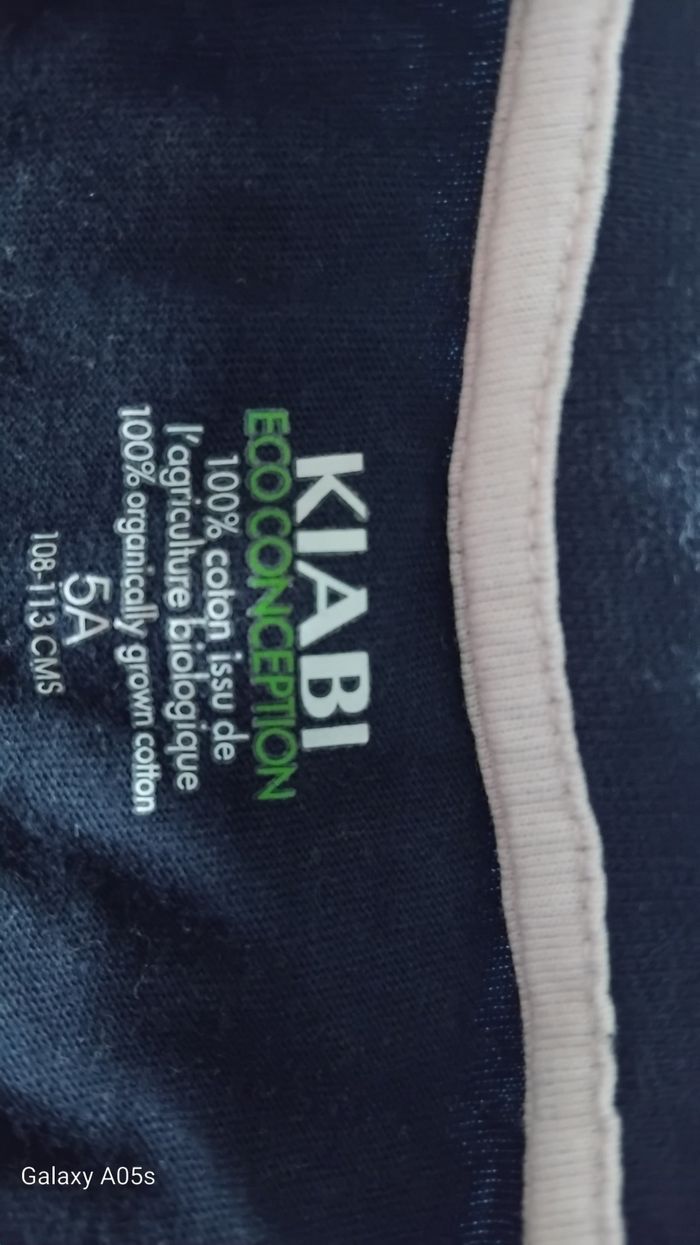 KIABI
ECO CONCEPTION
100% coton issu de
l'agriculture biologique
100% organically grown cotton
5A
108-113 CMS
Galaxy A05s